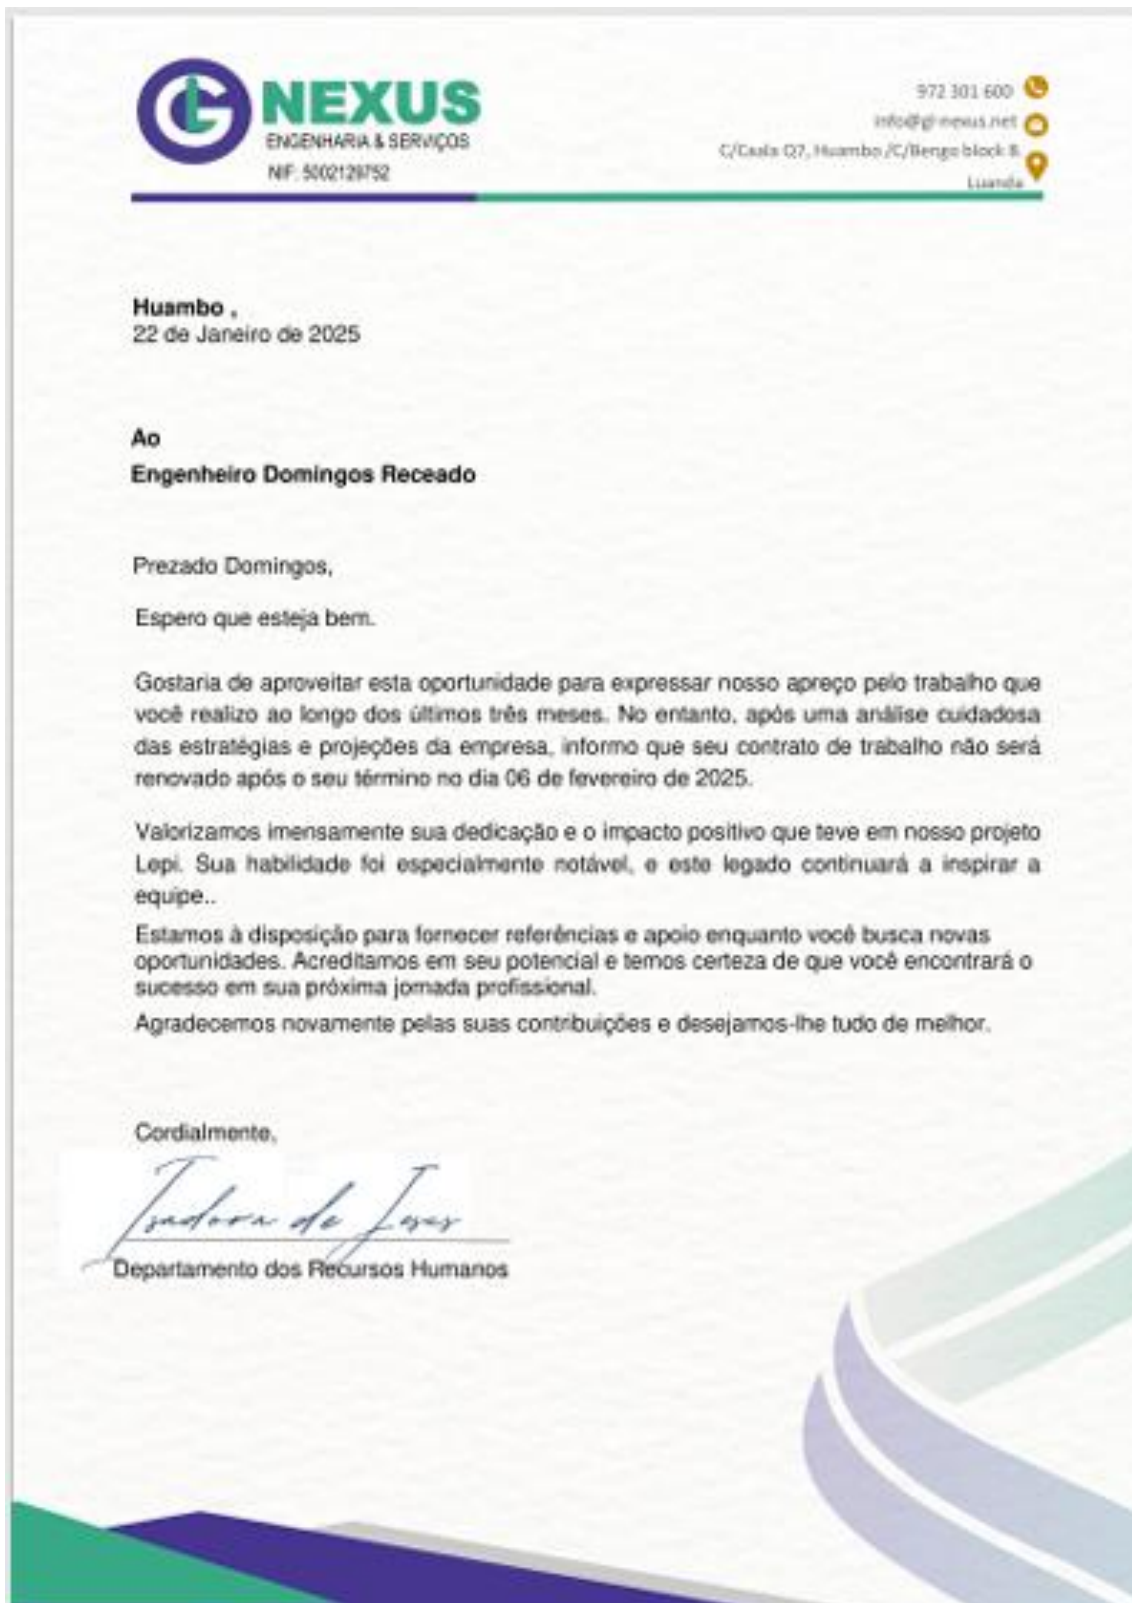 GL
NEXUS
ENGENHARIA & SERVIÇOS
NIF: 5002129752
972 301 600
info@gl-nexus.net
C/Caala Q7, Huambo /C/Bengo block 8
Luanda
Huambo ,
22 de Janeiro de 2025
Ao
Engenheiro Domingos Receado
Prezado Domingos,
Espero que esteja bem.
Gostaria de aproveitar esta oportunidade para expressar nosso apreço pelo trabalho que
você realizo ao longo dos últimos três meses. No entanto, após uma análise cuidadosa
das estratégias e projeções da empresa, informo que seu contrato de trabalho não será
renovado após o seu término no dia 06 de fevereiro de 2025.
Valorizamos imensamente sua dedicação e o impacto positivo que teve em nosso projeto
Lepi. Sua habilidade foi especialmente notável, e este legado continuará a inspirar a
equipe..
Estamos à disposição para fornecer referências e apoio enquanto você busca novas
oportunidades. Acreditamos em seu potencial e temos certeza de que você encontrará o
sucesso em sua próxima jornada profissional.
Agradecemos novamente pelas suas contribuições e desejamos-lhe tudo de melhor.
Cordialmente,
Isadora de Jesus
Departamento dos Recursos Humanos